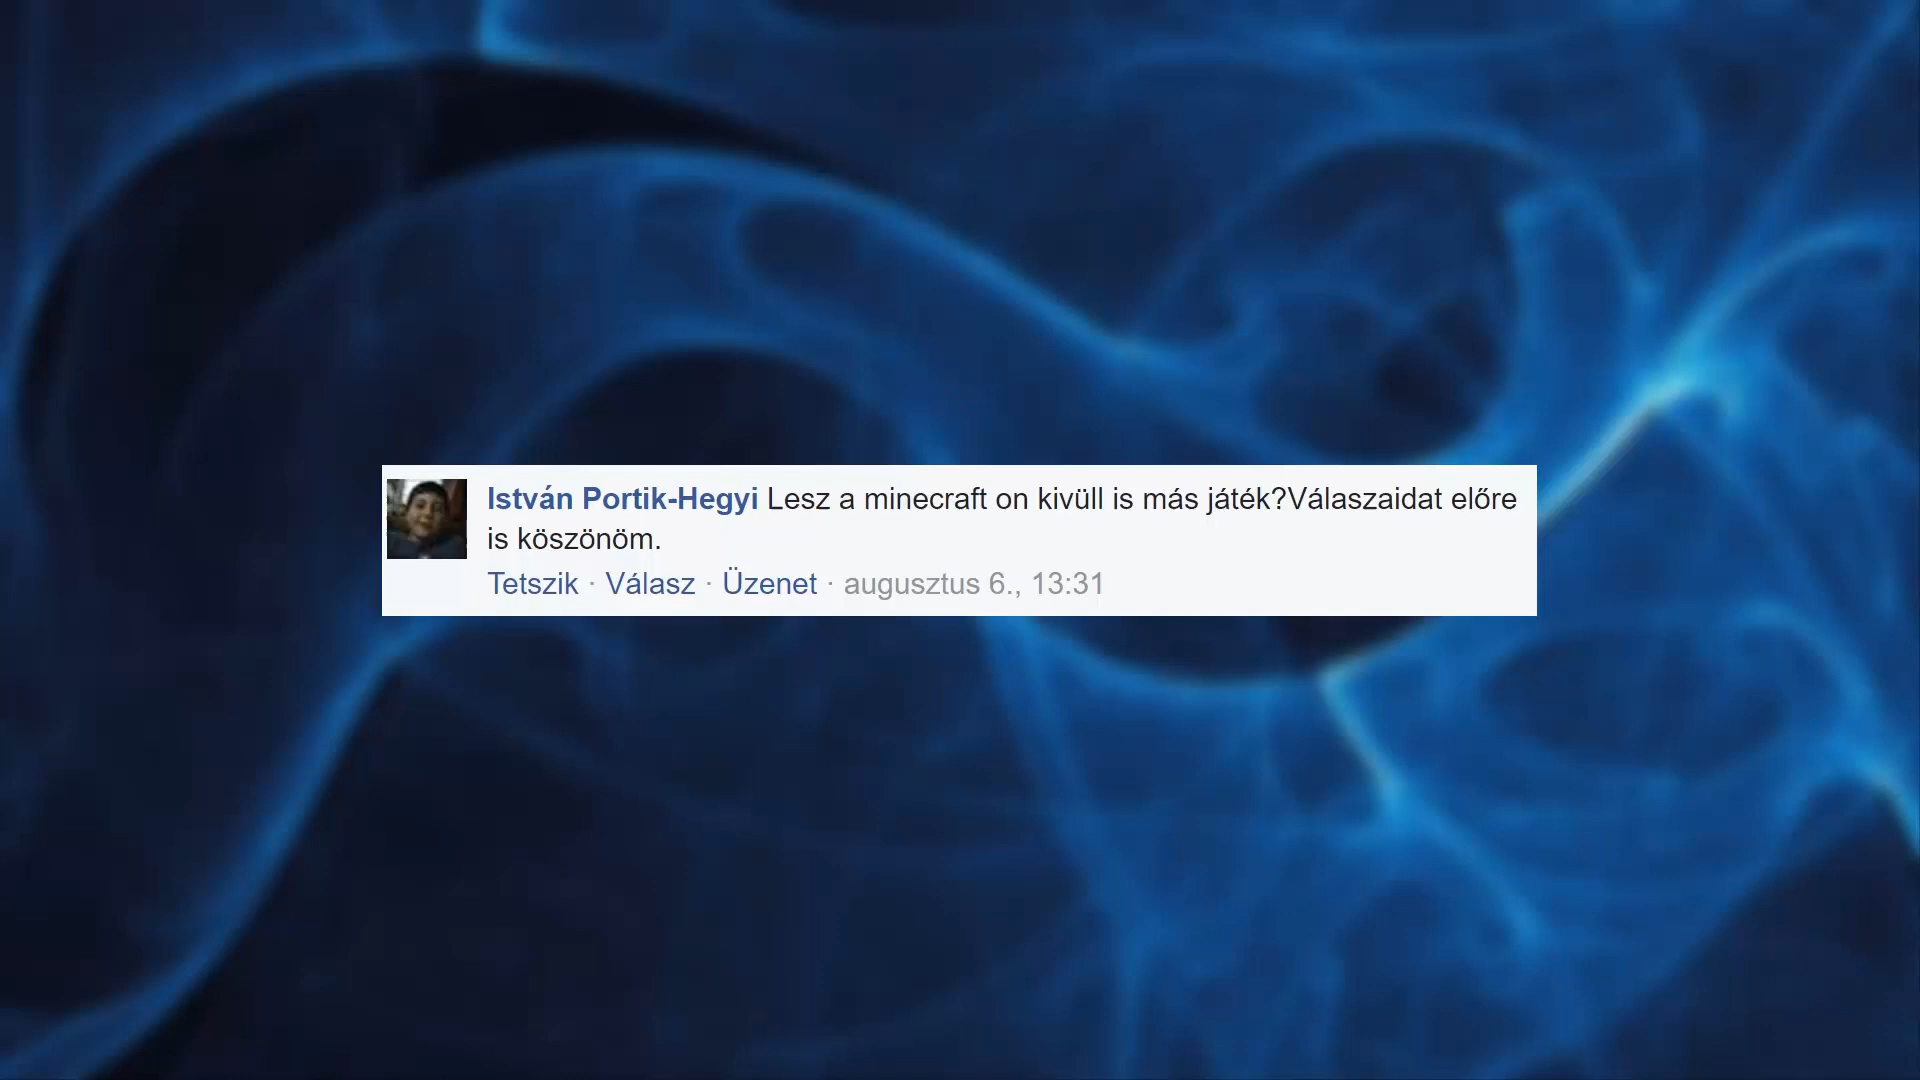 István Portik-Hegyi Lesz a minecraft on kivüll is más játék?Válaszaidat előre
is köszönöm.
Tetszik · Válasz · Üzenet · augusztus 6., 13:31